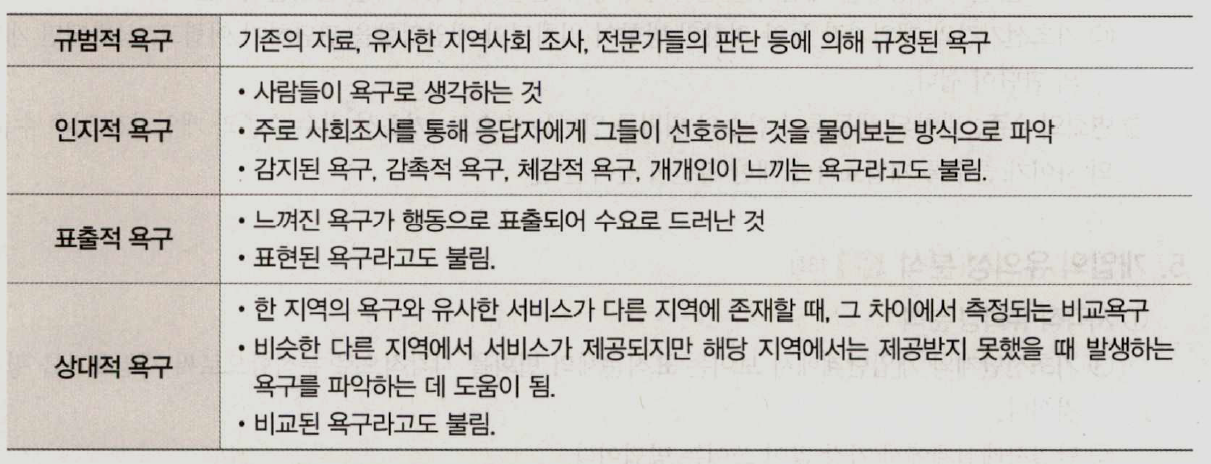 규범적 욕구
기존의 자료, 유사한 지역사회 조사, 전문가들의 판단 등에 의해 규정된 욕구
인지적 욕구
• 사람들이 욕구로 생각하는 것
• 주로 사회조사를 통해 응답자에게 그들이 선호하는 것을 물어보는 방식으로 파악
• 감지된 욕구, 감촉적 욕구, 체감적 욕구, 개개인이 느끼는 욕구라고도 불림.
표출적 욕구
• 느껴진 욕구가 행동으로 표출되어 수요로 드러난 것
• 표현된 욕구라고도 불림.
상대적 욕구
• 한 지역의 욕구와 유사한 서비스가 다른 지역에 존재할 때, 그 차이에서 측정되는 비교욕구
• 비슷한 다른 지역에서 서비스가 제공되지만 해당 지역에서는 제공받지 못했을 때 발생하는
욕구를 파악하는 데 도움이 됨.
• 비교된 욕구라고도 불림.